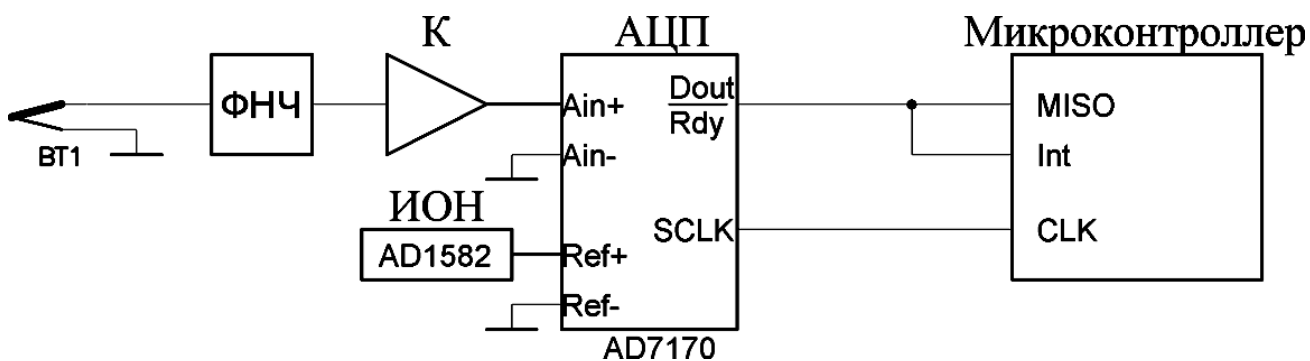 К
АЦП
Микроконтроллер
ФНЧ
Ain+
Dout
Rdy
MISO
BT1
Ain-
Int
ИОН
AD1582
Ref+
SCLK
CLK
Ref-
AD7170